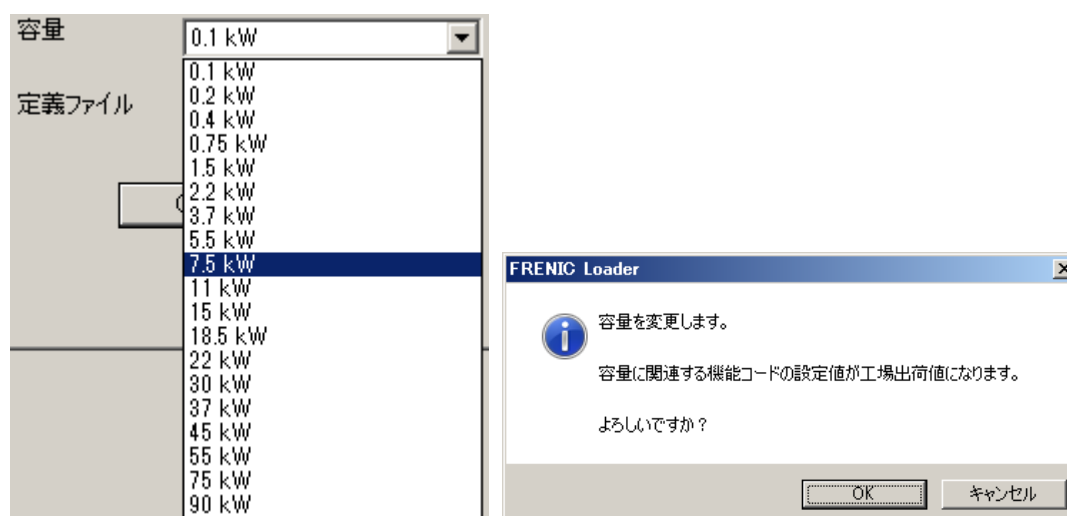 容量
0.1 kW
0.1 kW
0.2 kW
定義ファイル
0.4 kW
0.75 kW
1.5 kW
2.2 kW
3.7 kW
5.5 kW
7.5 kW
11 kW
15 kW
18.5 kW
22 kW
30 kW
37 kW
45 kW
55 kW
75 kW
90 kW
FRENIC Loader
容量を変更します。
容量に関連する機能コードの設定値が工場出荷値になります。
よろしいですか？
OK
キャンセル